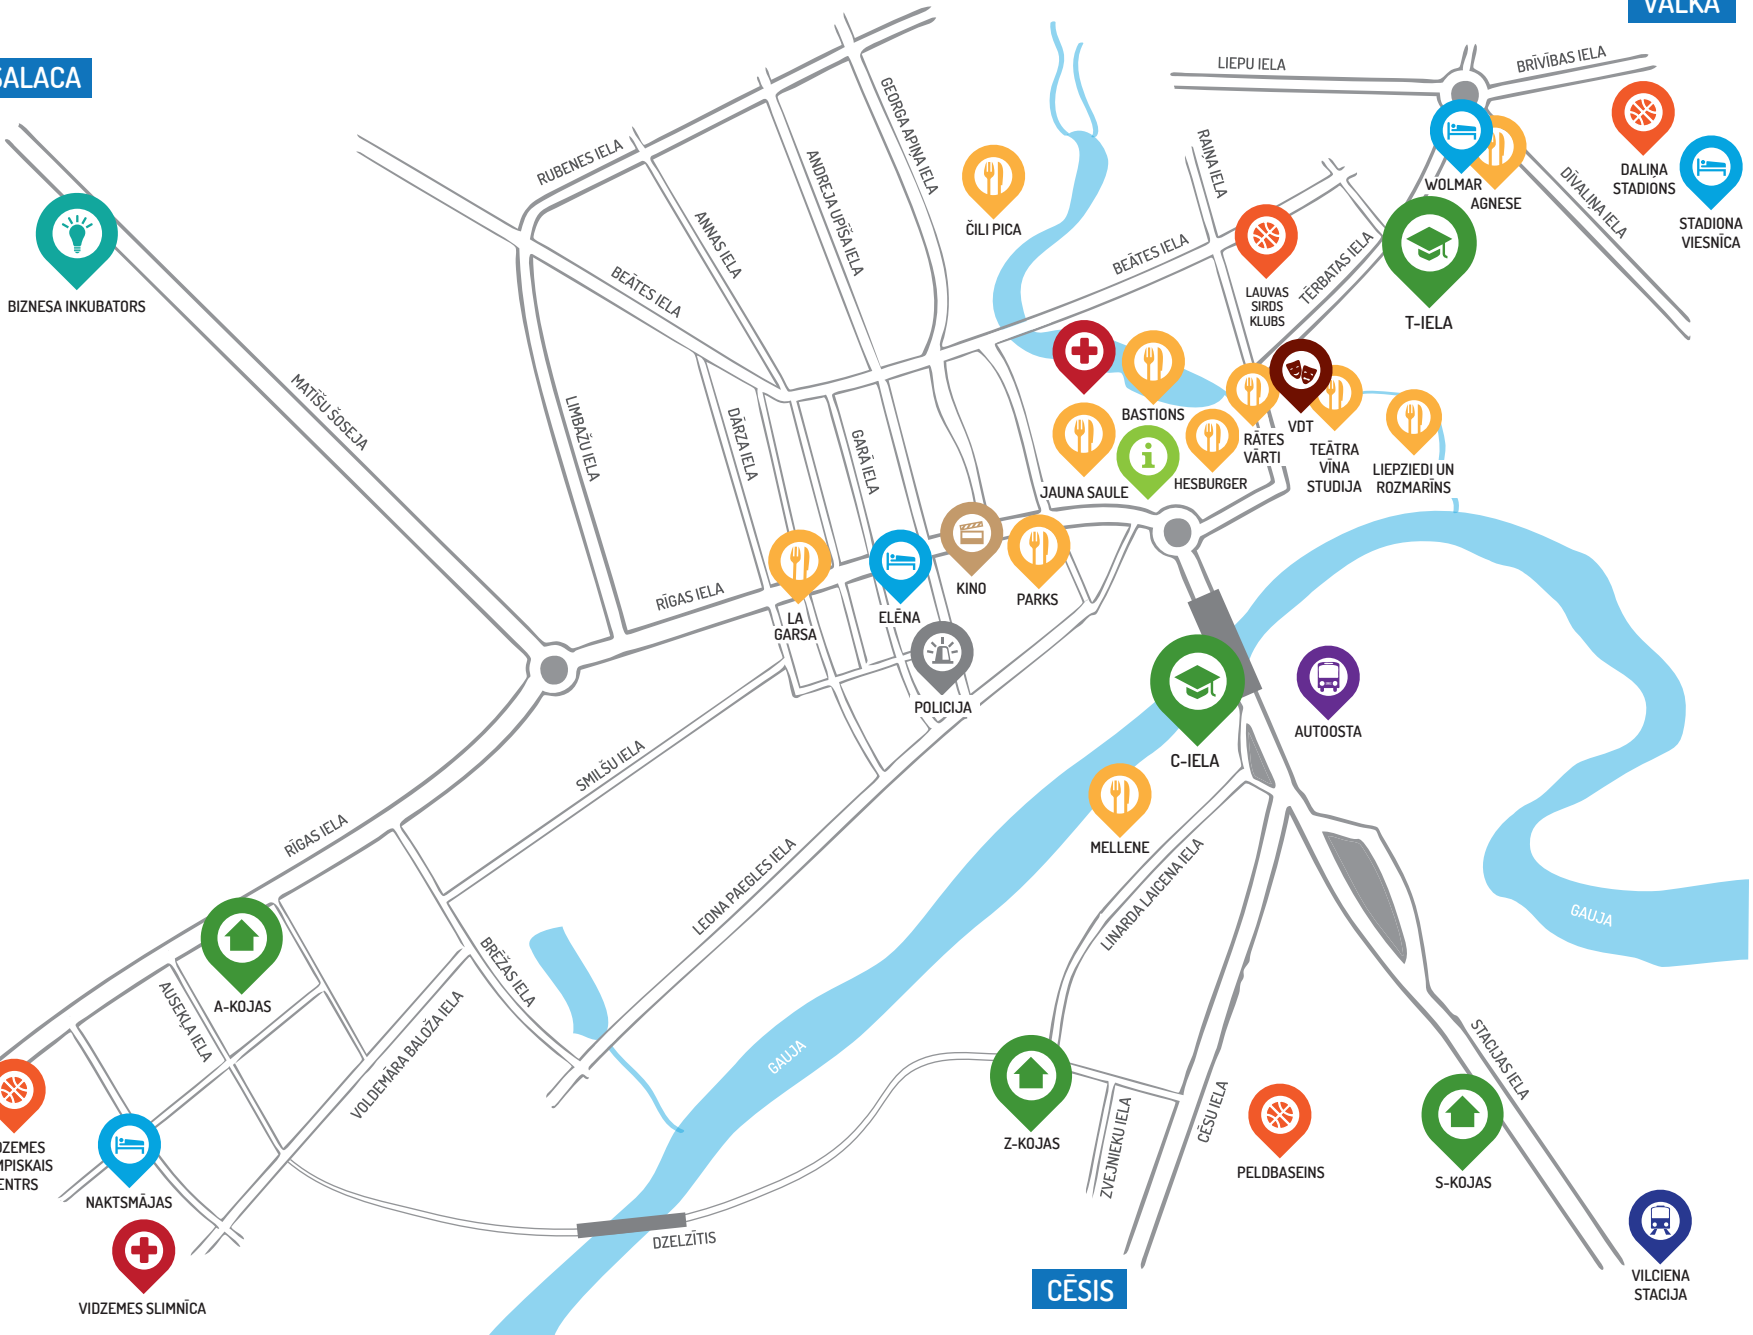 VALKA
SALACA
LIEPU IELA
BRĪVĪBAS IELA
GEORGA APIŅA IELA
RUBENES IELA
ANDREJA UPĪŠA IELA
RAIŅA IELA
ČILI PICA
WOLMAR
AGNESE
DĪVALIŅA IELA
DALIŅA
STADIONS
STADIONA
VIESNĪCA
ANNAS IELA
BEĀTES IELA
BEĀTES IELA
TĒRBATAS IELA
LAUVAS
SIRDS
KLUBS
T-IELA
BIZNESA INKUBATORS
MATĪŠU ŠOSEJA
LIMBAŽU IELA
DĀRZA IELA
GARĀ IELA
BASTIONS
JAUNA SAULE
HESBURGER
RĀTES
VĀRTI
VDT
TEĀTRA
VĪNA
STUDIJA
LIEPZIEDI UN
ROZMARĪNS
RĪGAS IELA
LA
GARSA
ELĒNA
KINO
PARKS
POLICIJA
C-IELA
AUTOOSTA
SMILŠU IELA
RĪGAS IELA
LEONA PAEGLES IELA
MELLENE
LINARDA LAICENA IELA
GAUJA
A-KOJAS
AUSEKĻA IELA
BRĒŽAS IELA
VOLDEMĀRA BALOŽA IELA
GAUJA
STACIJAS IELA
Z-KOJAS
ZVEJNIEKU IELA
CĒSU IELA
PELDBASEINS
S-KOJAS
DZEMES
MPISKAIS
ENTRS
NAKTSMĀJAS
DZELZĪTIS
VIDZEMES SLIMNĪCA
CĒSIS
VILCIENA
STACIJA